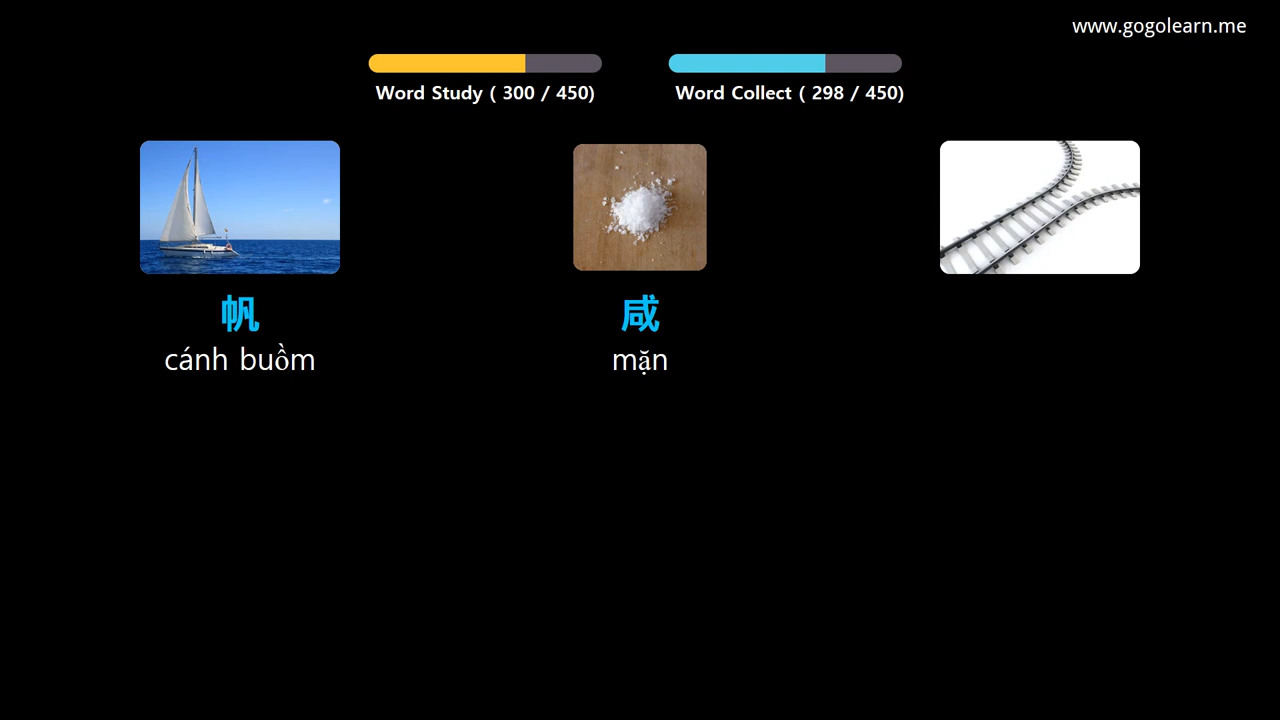 www.gogolearn.me
Word Study ( 300 / 450)
Word Collect ( 298 / 450)
帆
咸
cánh buồm
mặn